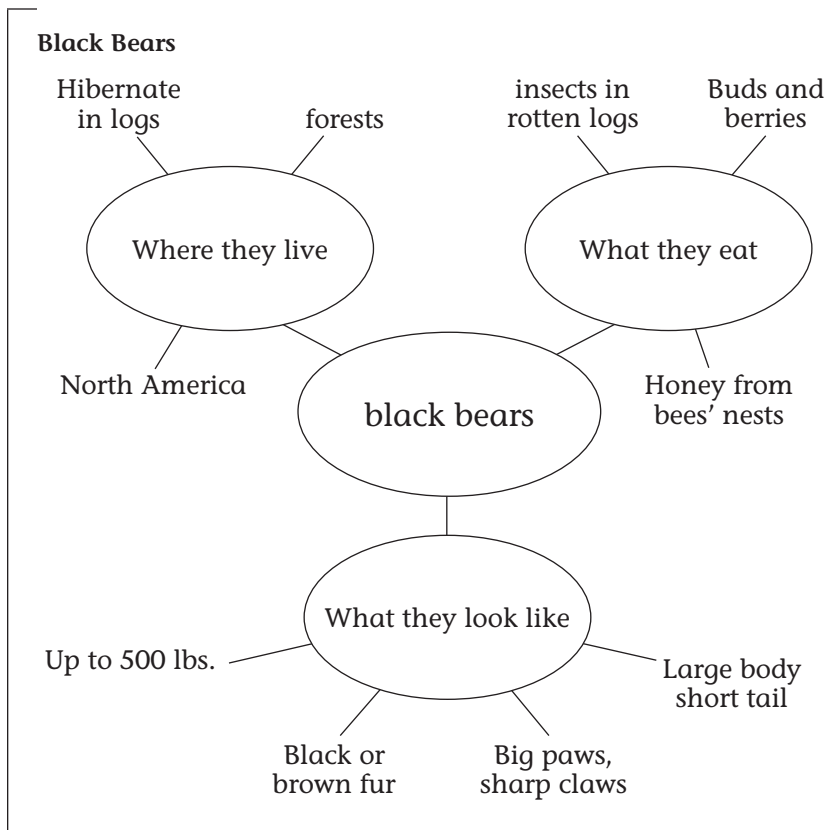 Black Bears
Hibernate
in logs
forests
insects in
rotten logs
Buds and
berries
Where they live
What they eat
North America
black bears
Honey from
bees’ nests
What they look like
Up to 500 lbs.
Large body
short tail
Black or
brown fur
Big paws,
sharp claws